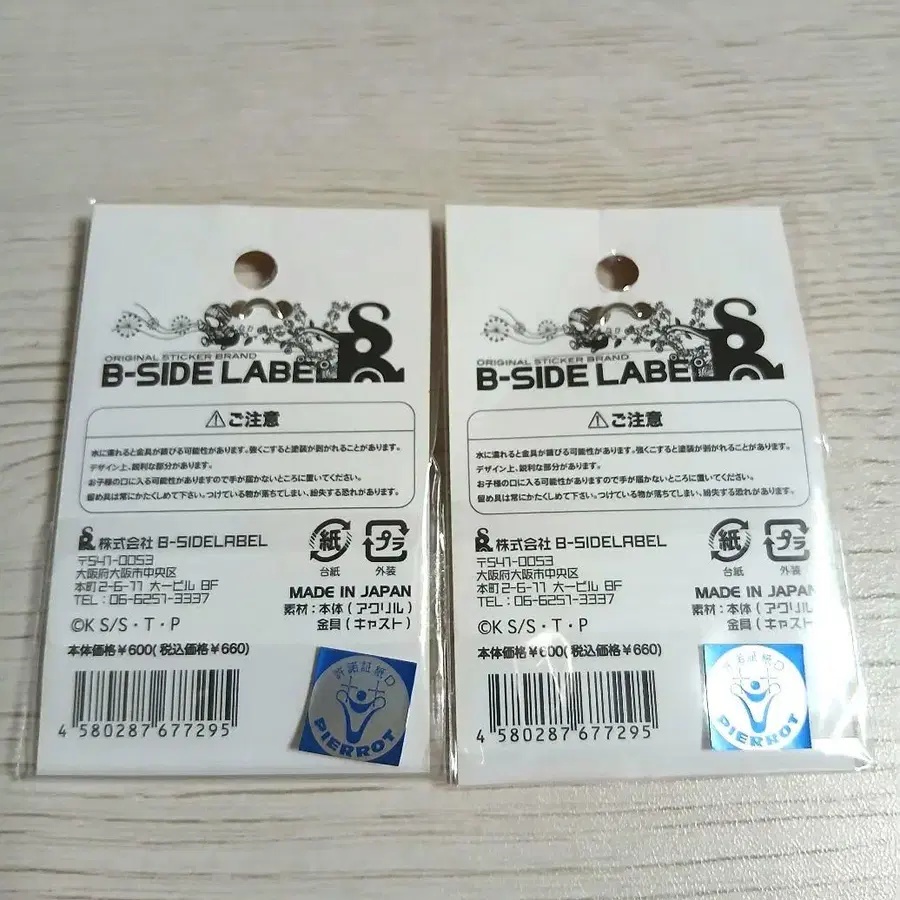 ORIGINAL STICKER BRAND
B-SIDE LABEL
ご注意
水に濡れると金具が錆びる可能性があります。強くこすると塗装が剥がれることがあります。
デザイン上、鋭利な部分があります。
お子様の口に入る可能性がありますので手が届かないところに置いてください。
留め具は常にかたくしめて下さい。つけている物が落ちてしまい、紛失する恐れがあります。
株式会社 B-SIDELABEL
〒541-0053
大阪府大阪市中央区
本町2-6-11 大一ビル 8F
TEL:06-6251-3337
紙
プラ
台紙
外装
MADE IN JAPAN
素材:本体(アクリル)
金具(キャスト)
©K S/S・T・P
本体価格¥600(税込価格¥660)
4 580287 677295
許諾証紙D
PIERROT
ORIGINAL STICKER BRAND
B-SIDE LABEL
ご注意
水に濡れると金具が錆びる可能性があります。強くこすると塗装が剥がれることがあります。
デザイン上、鋭利な部分があります。
お子様の口に入る可能性がありますので手が届かないところに置いてください。
留め具は常にかたくしめて下さい。つけている物が落ちてしまい、紛失する恐れがあります。
株式会社 B-SIDELABEL
〒541-0053
大阪府大阪市中央区
本町2-6-11 大一ビル 8F
TEL:06-6251-3337
紙
プラ
台紙
外装
MADE IN JAPAN
素材:本体(アクリル
金具(キャスト
©K S/S・T・P
本体価格¥600(税込価格¥660)
4 580287 677295
許諾証紙D
PIERROT